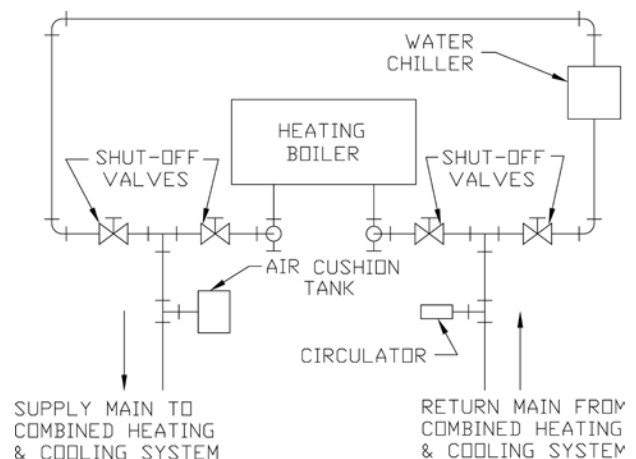 WATER
CHILLER
HEATING
BOILER
SHUT-OFF
VALVES
SHUT-OFF
VALVES
AIR CUSHION
TANK
CIRCULATOR
SUPPLY MAIN TO
COMBINED HEATING
& COOLING SYSTEM
RETURN MAIN FROM
COMBINED HEATING
& COOLING SYSTEM